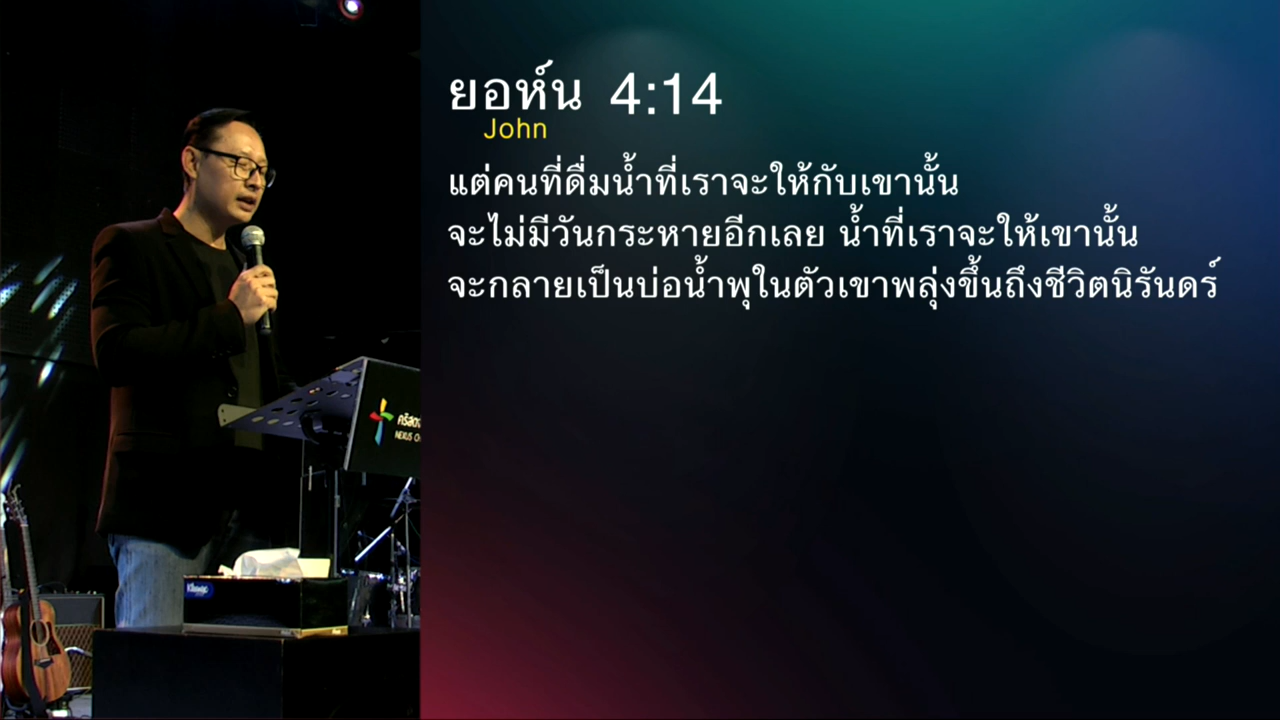 ยอห์น 4:14
John
แต่คนที่ดื่มน้ำที่เราจะให้กับเขานั้น
จะไม่มีวันกระหายอีกเลย น้ำที่เราจะให้เขานั้น
จะกลายเป็นบ่อน้ำพุในตัวเขาพลุ่งขึ้นถึงชีวิตนิรันดร์
NEXUS